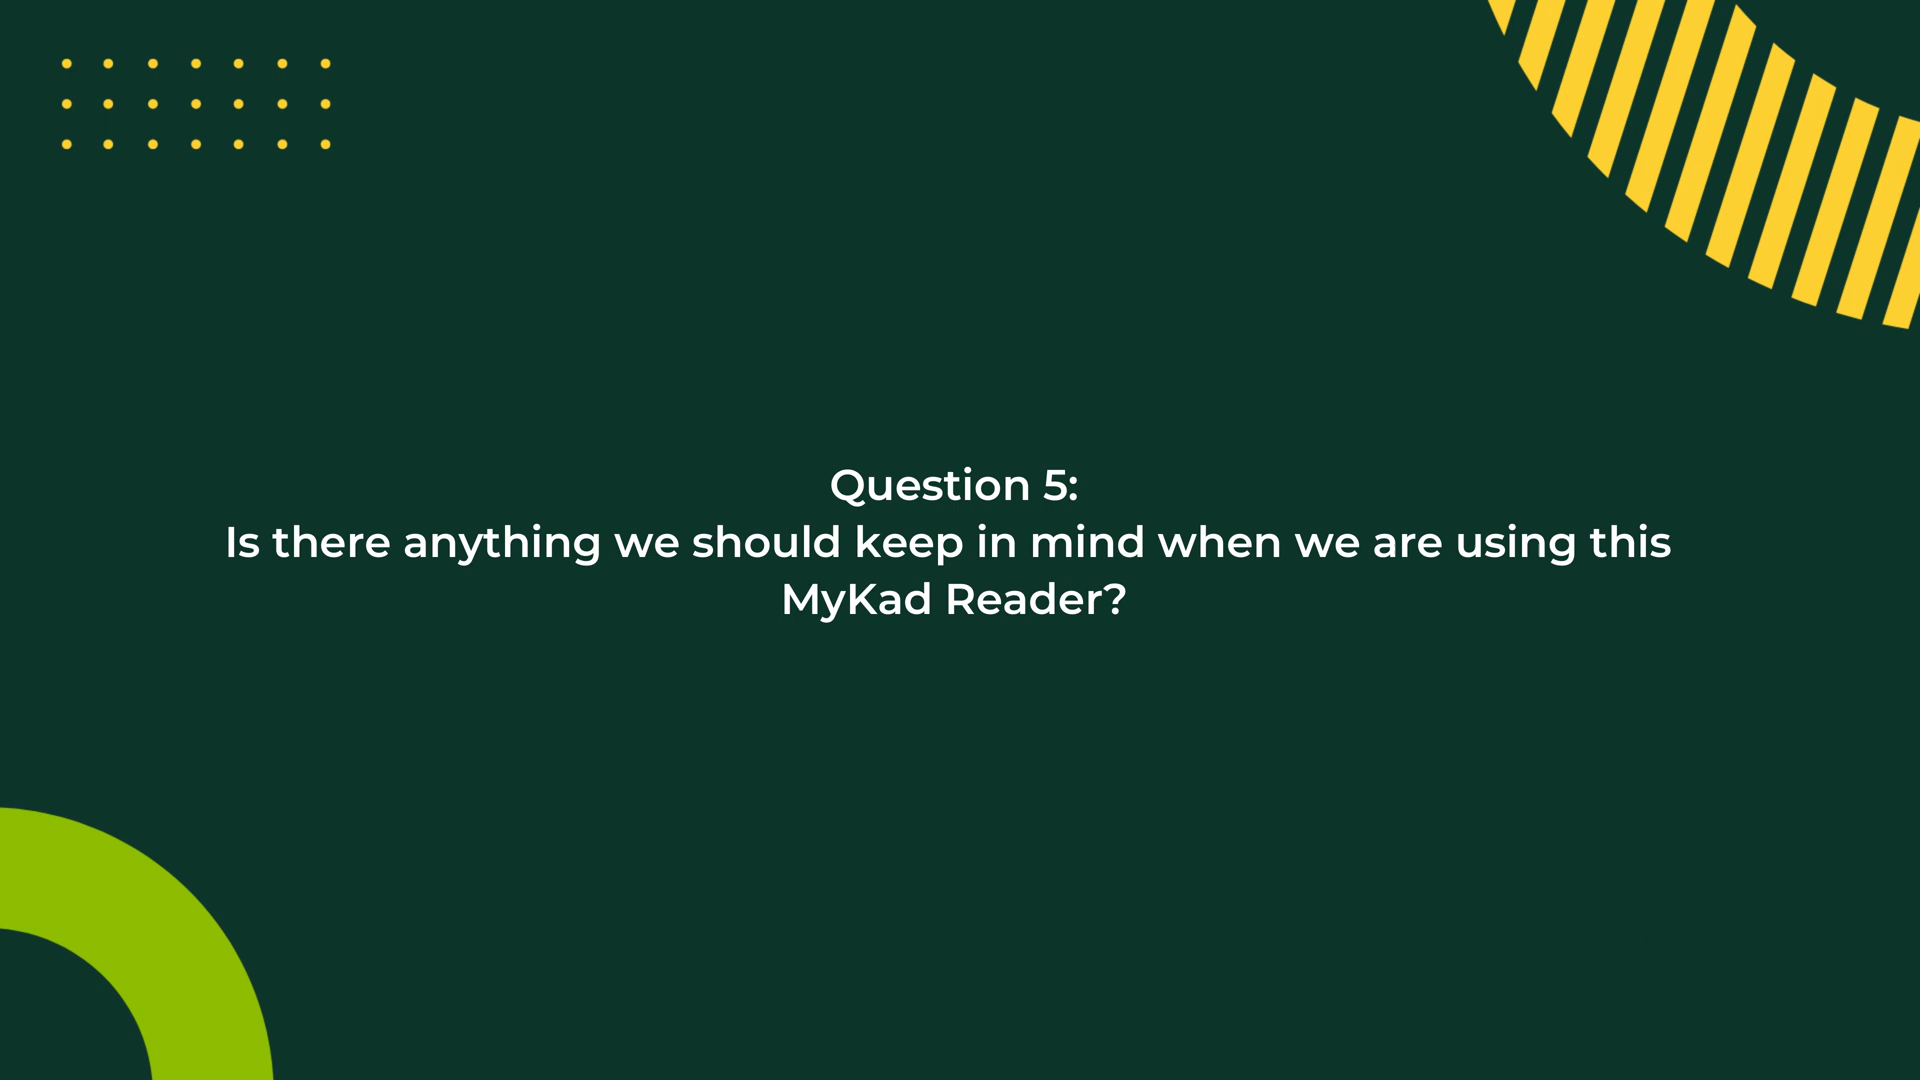 Question 5:
Is there anything we should keep in mind when we are using this
MyKad Reader?